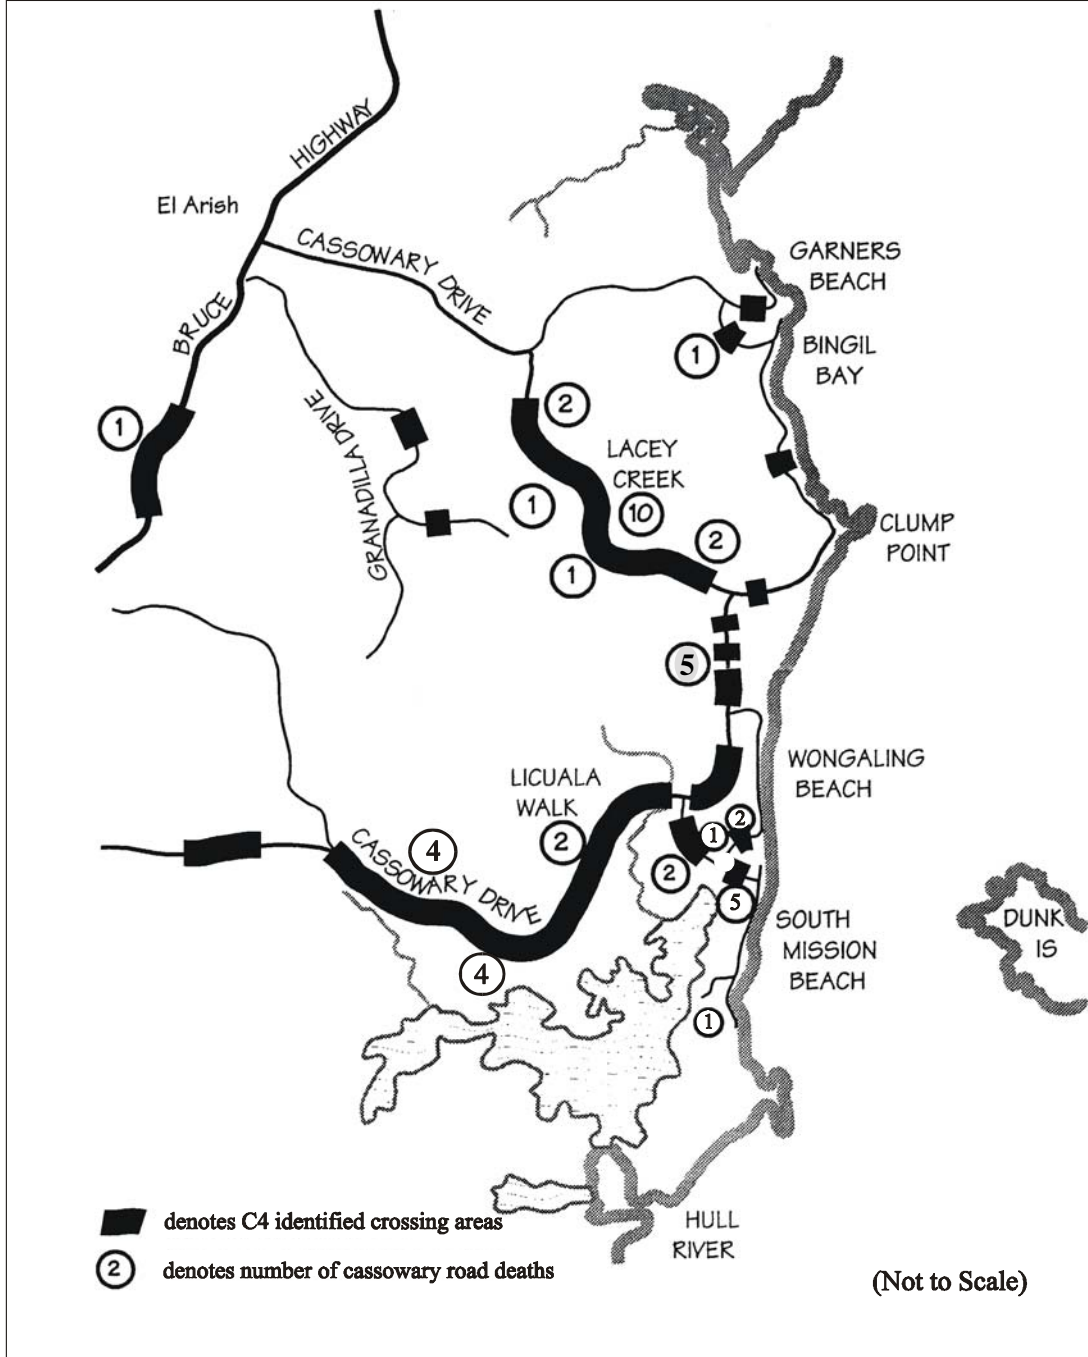 HIGHWAY
El Arish
CASSOWARY DRIVE
GARNERS
BEACH
BRUCE
1
BINGIL
BAY
1
2
GRANADILLA DRIVE
LACEY
CREEK
1
10
CLUMP
POINT
2
1
5
WONGALING
BEACH
LICUALA
WALK
2
1
2
CASSOWARY DRIVE
4
2
5
SOUTH
MISSION
BEACH
DUNK
IS
4
1
HULL
RIVER
denotes C4 identified crossing areas
2
denotes number of cassowary road deaths
(Not to Scale)